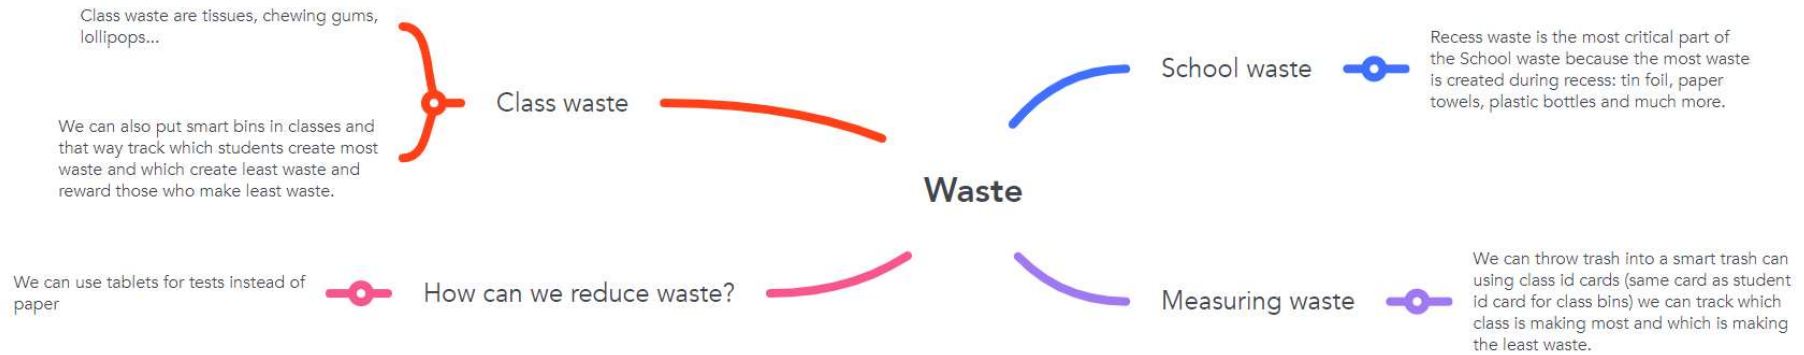 Waste
Class waste
Class waste are tissues, chewing gums,
lollipops...
We can also put smart bins in classes and
that way track which students create most
waste and which create least waste and
reward those who make least waste.
How can we reduce waste?
We can use tablets for tests instead of
paper
School waste
Recess waste is the most critical part of
the School waste because the most waste
is created during recess: tin foil, paper
towels, plastic bottles and much more.
Measuring waste
We can throw trash into a smart trash can
using class id cards (same card as student
id card for class bins) we can track which
class is making most and which is making
the least waste.